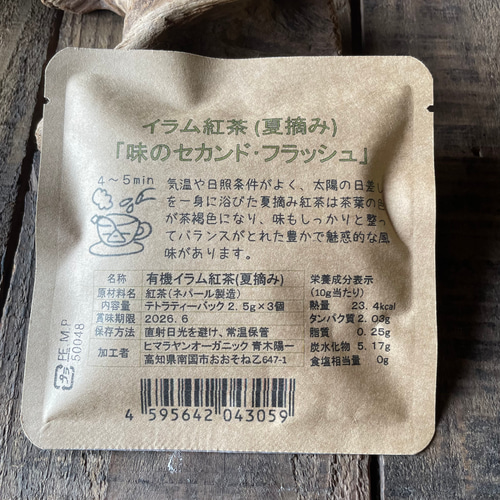 イラム紅茶(夏摘み)
「味のセカンド・フラッシュ」
4〜5min
気温や日照条件がよく、太陽の日差し
を一身に浴びた夏摘み紅茶は茶葉の色
が茶褐色になり、味もしっかりと整っ
てバランスがとれた豊かで魅惑的な風
味があります。
名称 有機イラム紅茶(夏摘み)
原材料名 紅茶(ネパール製造)
内容量 テトラティーバック2.5g×3個
賞味期限 2026.6
保存方法 直射日光を避け、常温保管
加工者 ヒマラヤンオーガニック 青木陽一
高知県南国市おおそね乙647-1
栄養成分表示
(10g当たり)
熱量 23.4kcal
タンパク質 2.03g
脂質 0.25g
炭水化物 5.17g
食塩相当量 0g
プラ
PE.M.P
50048
4 595642 043059